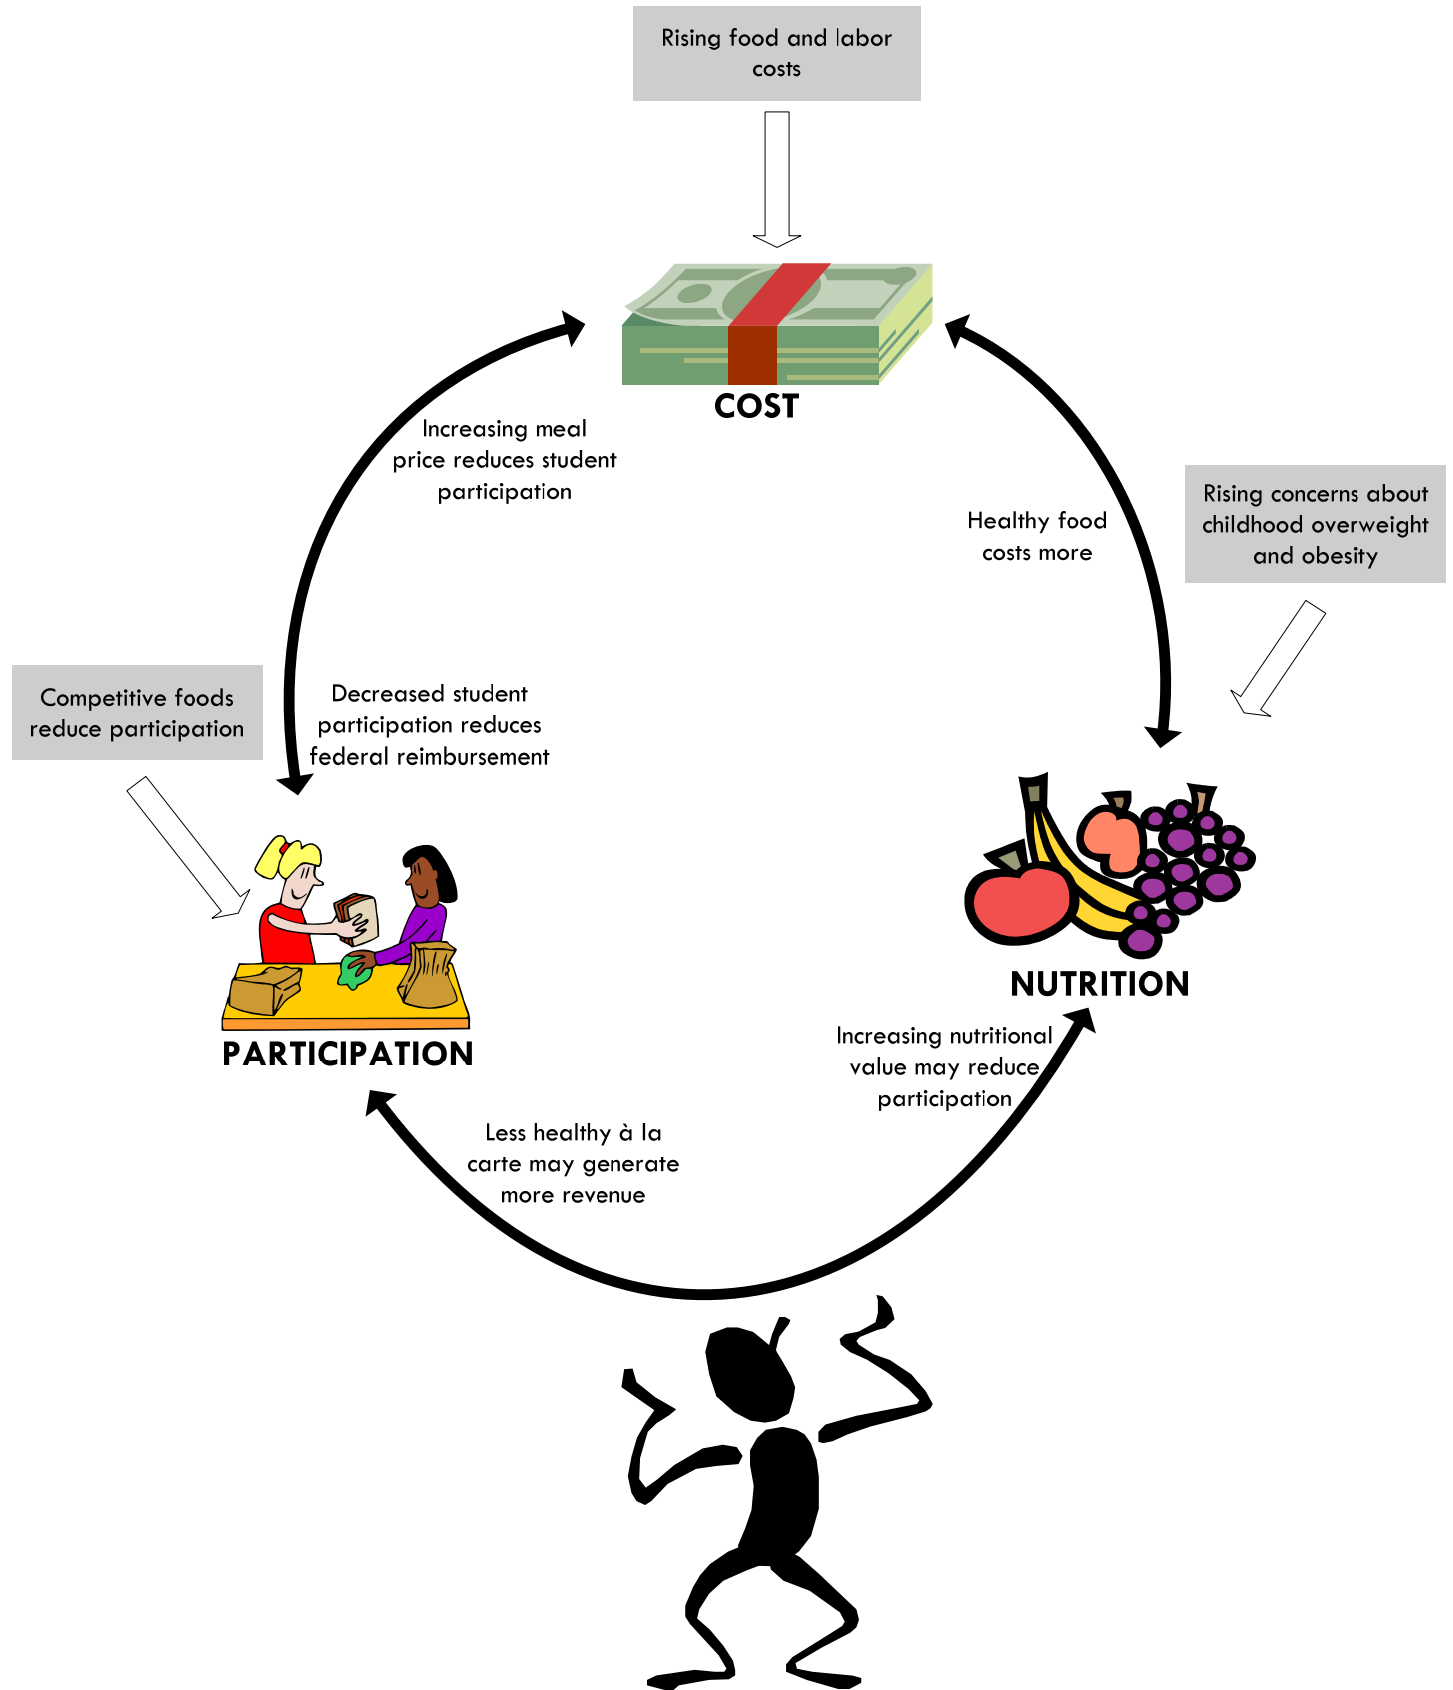 Rising food and labor
costs
COST
Increasing meal
price reduces student
participation
Healthy food
costs more
Rising concerns about
childhood overweight
and obesity
Competitive foods
reduce participation
Decreased student
participation reduces
federal reimbursement
NUTRITION
PARTICIPATION
Increasing nutritional
value may reduce
participation
Less healthy à la
carte may generate
more revenue